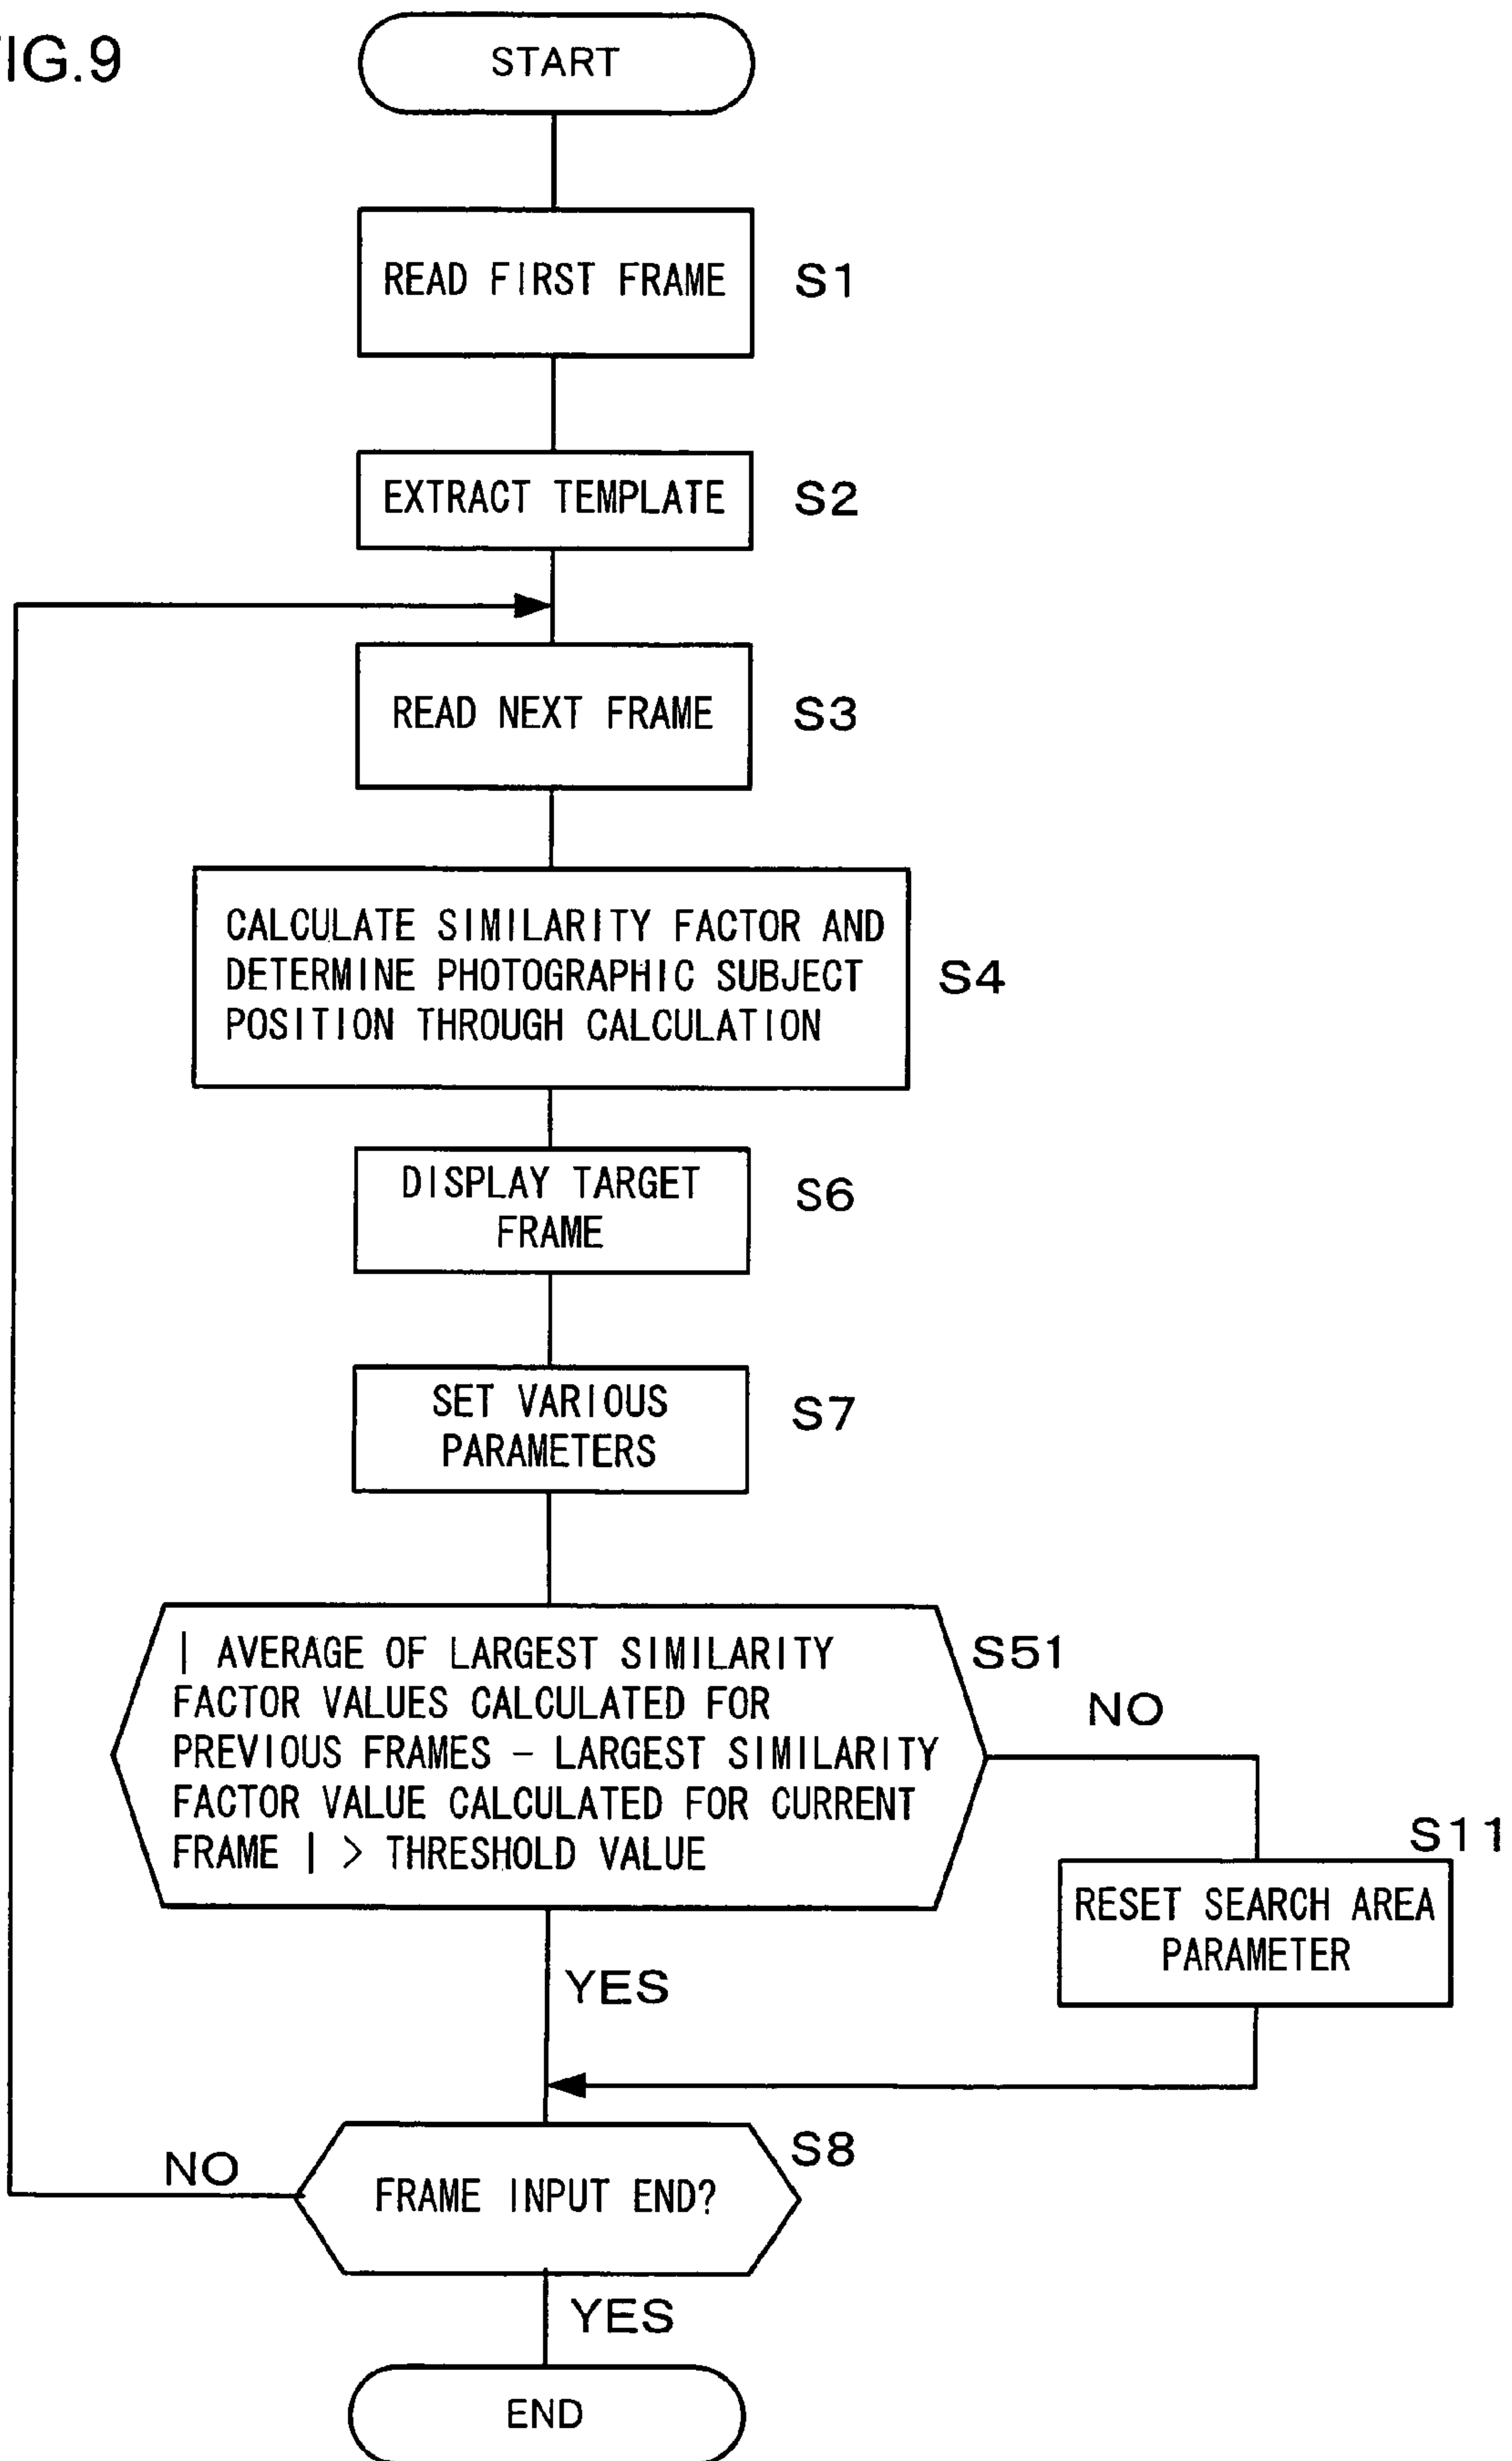 IG.9
START
READ FIRST FRAME
S1
EXTRACT TEMPLATE
S2
READ NEXT FRAME
S3
CALCULATE SIMILARITY FACTOR AND
DETERMINE PHOTOGRAPHIC SUBJECT
POSITION THROUGH CALCULATION
S4
DISPLAY TARGET
FRAME
S6
SET VARIOUS
PARAMETERS
S7
| AVERAGE OF LARGEST SIMILARITY
FACTOR VALUES CALCULATED FOR
PREVIOUS FRAMES – LARGEST SIMILARITY
FACTOR VALUE CALCULATED FOR CURRENT
FRAME | > THRESHOLD VALUE
S51
NO
S11
RESET SEARCH AREA
PARAMETER
YES
S8
NO
FRAME INPUT END?
YES
END